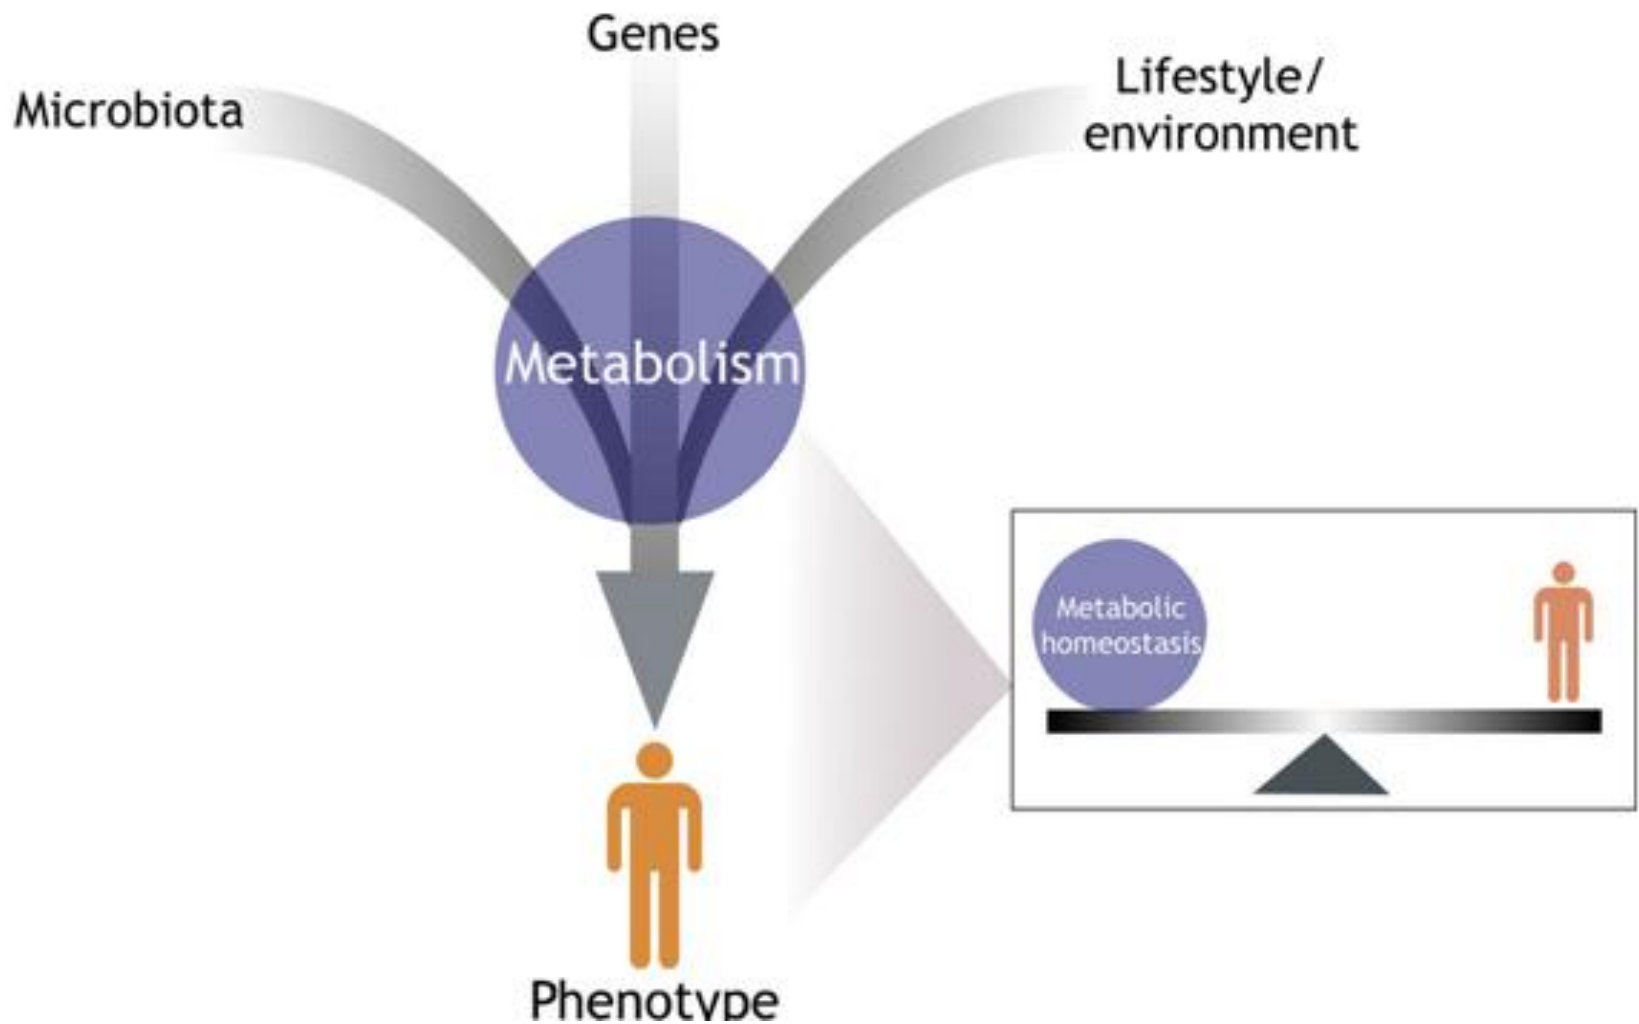 Genes
Microbiota
Lifestyle/
environment
Metabolism
Metabolic
homeostasis
Phenotype